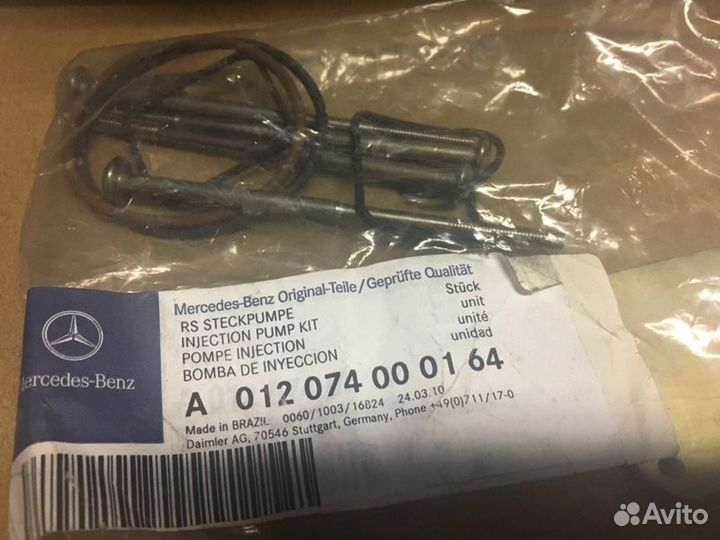 Mercedes-Benz Original-Teile/Geprüfte Qualität
RS STECKPUMPE Stück
INJECTION PUMP KIT unit
POMPE INJECTION unité
BOMBA DE INYECCION unidad
A 012 074 00 01 64
Made in BRAZIL 0060/1003/16824 24.03.10
Daimler AG, 70546 Stuttgart, Germany, Phone +49(0)711/17-0
Mercedes-Benz
Avito